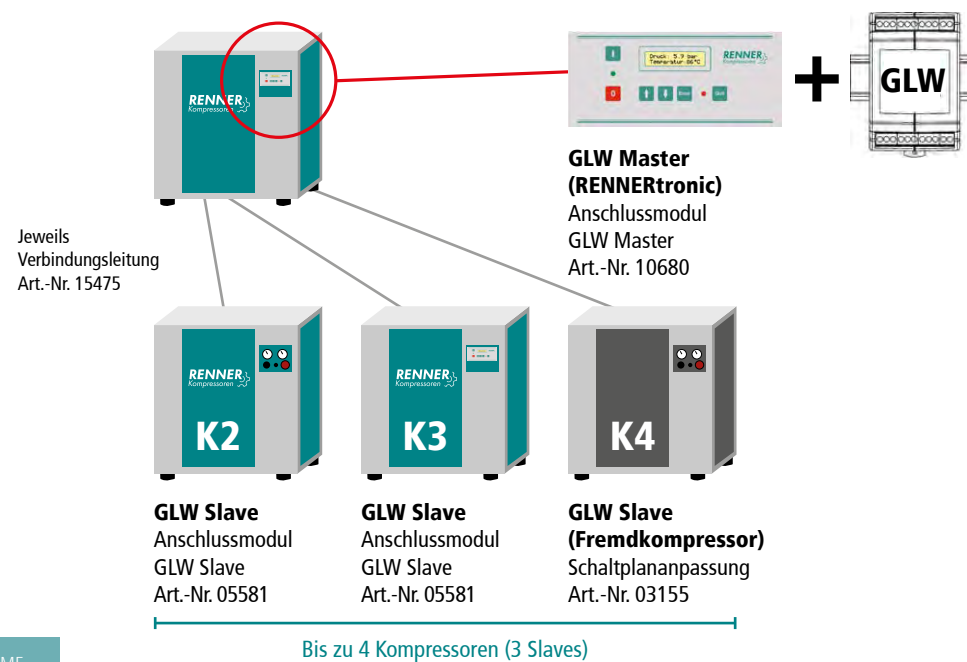 RENNER
Kompressoren
Druck: 5.9 bar
Temperatur:86°C
RENNER
Kompressoren
GLW
GLW Master
(RENNERtronic)
Anschlussmodul
GLW Master
Art.-Nr. 10680
Jeweils
Verbindungsleitung
Art.-Nr. 15475
RENNER
Kompressoren
K2
RENNER
Kompressoren
K3
K4
GLW Slave
Anschlussmodul
GLW Slave
Art.-Nr. 05581
GLW Slave
Anschlussmodul
GLW Slave
Art.-Nr. 05581
GLW Slave
(Fremdkompressor)
Schaltplananpassung
Art.-Nr. 03155
Bis zu 4 Kompressoren (3 Slaves)